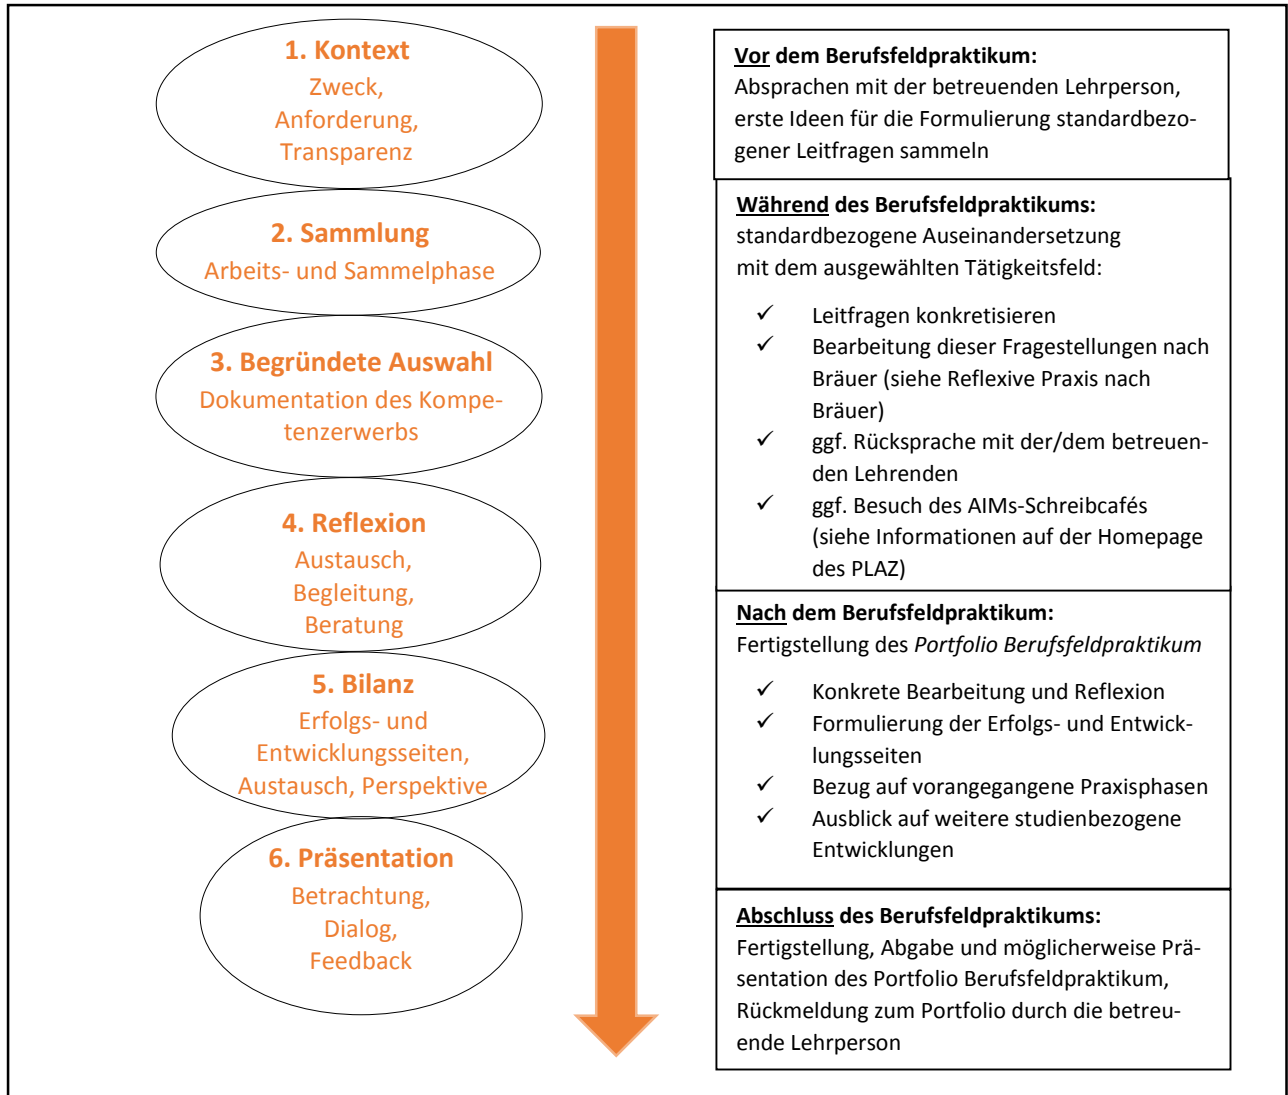 1. Kontext
Zweck,
Anforderung,
Transparenz
2. Sammlung
Arbeits- und Sammelphase
3. Begründete Auswahl
Dokumentation des Kompe-
tenzerwerbs
4. Reflexion
Austausch,
Begleitung,
Beratung
5. Bilanz
Erfolgs- und
Entwicklungsseiten,
Austausch, Perspektive
6. Präsentation
Betrachtung,
Dialog,
Feedback
Vor dem Berufsfeldpraktikum:
Absprachen mit der betreuenden Lehrperson,
erste Ideen für die Formulierung standardbezo-
gener Leitfragen sammeln
Während des Berufsfeldpraktikums:
standardbezogene Auseinandersetzung
mit dem ausgewählten Tätigkeitsfeld:
✓ Leitfragen konkretisieren
✓ Bearbeitung dieser Fragestellungen nach
Bräuer (siehe Reflexive Praxis nach
Bräuer)
✓ ggf. Rücksprache mit der/dem betreuen-
den Lehrenden
✓ ggf. Besuch des AIMs-Schreibcafés
(siehe Informationen auf der Homepage
des PLAZ)
Nach dem Berufsfeldpraktikum:
Fertigstellung des Portfolio Berufsfeldpraktikum
✓ Konkrete Bearbeitung und Reflexion
✓ Formulierung der Erfolgs- und Entwick-
lungsseiten
✓ Bezug auf vorangegangene Praxisphasen
✓ Ausblick auf weitere studienbezogene
Entwicklungen
Abschluss des Berufsfeldpraktikums:
Fertigstellung, Abgabe und möglicherweise Prä-
sentation des Portfolio Berufsfeldpraktikum,
Rückmeldung zum Portfolio durch die betreu-
ende Lehrperson